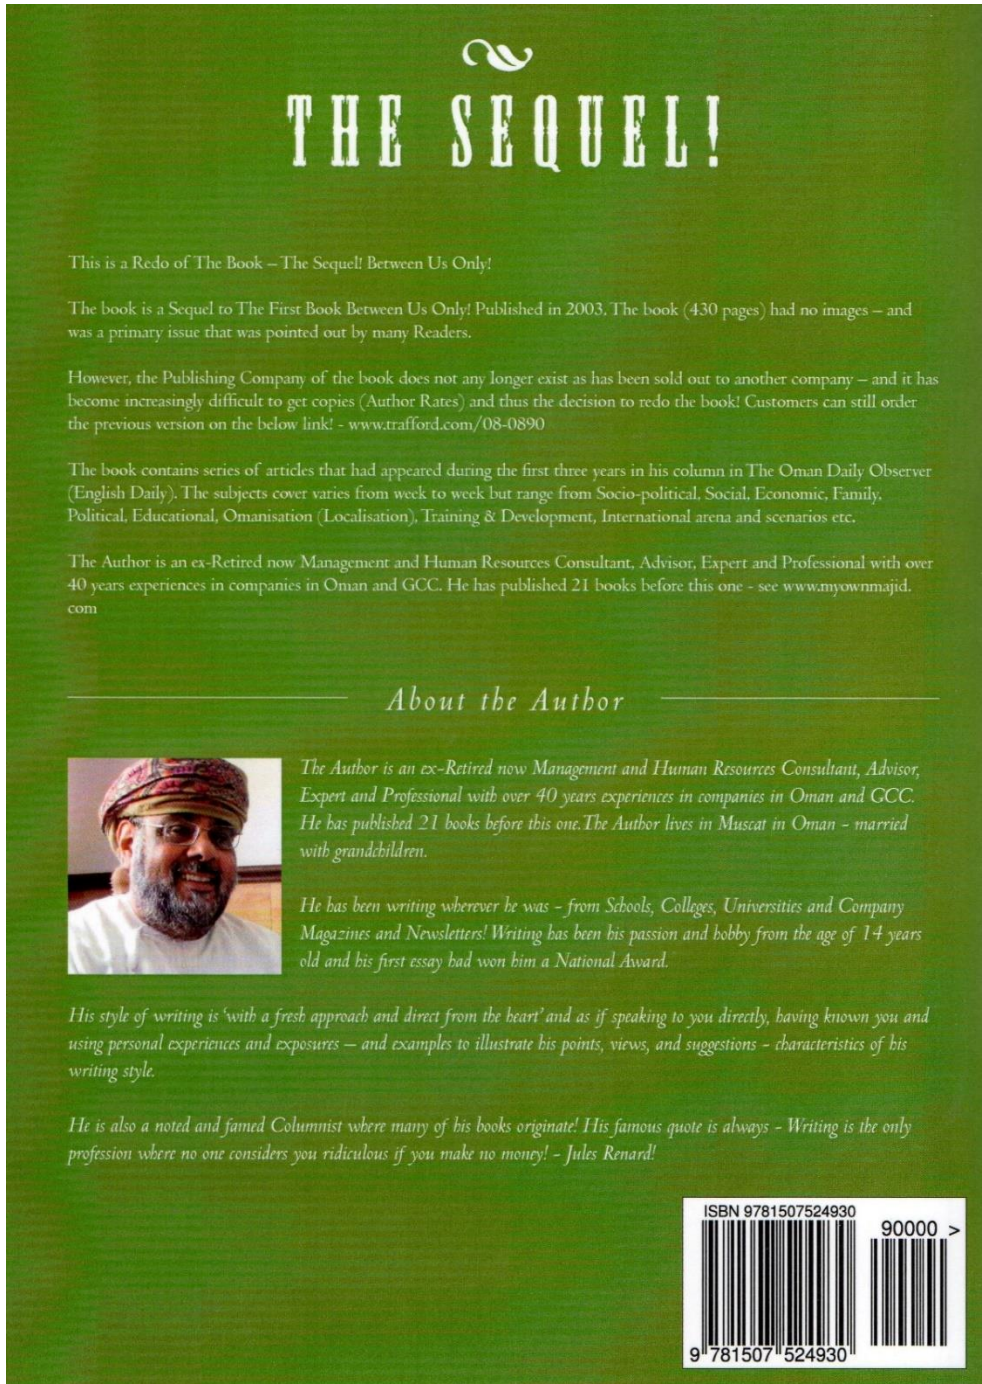 THE SEQUEL!
This is a Redo of The Book – The Sequel! Between Us Only!
The book is a Sequel to The First Book Between Us Only! Published in 2003. The book (430 pages) had no images – and
was a primary issue that was pointed out by many Readers.
However, the Publishing Company of the book does not any longer exist as has been sold out to another company – and it has
become increasingly difficult to get copies (Author Rates) and thus the decision to redo the book! Customers can still order
the previous version on the below link! - www.trafford.com/08-0890
The book contains series of articles that had appeared during the first three years in his column in The Oman Daily Observer
(English Daily). The subjects cover varies from week to week but range from Socio-political, Social, Economic, Family,
Political, Educational, Omanisation (Localisation), Training & Development, International arena and scenarios etc.
The Author is an ex-Retired now Management and Human Resources Consultant, Advisor, Expert and Professional with over
40 years experiences in companies in Oman and GCC. He has published 21 books before this one - see www.myownmajid.
com
About the Author
The Author is an ex-Retired now Management and Human Resources Consultant, Advisor,
Expert and Professional with over 40 years experiences in companies in Oman and GCC.
He has published 21 books before this one.The Author lives in Muscat in Oman - married
with grandchildren.
He has been writing wherever he was - from Schools, Colleges, Universities and Company
Magazines and Newsletters! Writing has been his passion and hobby from the age of 14 years
old and his first essay had won him a National Award.
His style of writing is 'with a fresh approach and direct from the heart' and as if speaking to you directly, having known you and
using personal experiences and exposures – and examples to illustrate his points, views, and suggestions - characteristics of his
writing style.
He is also a noted and famed Columnist where many of his books originate! His famous quote is always - Writing is the only
profession where no one considers you ridiculous if you make no money! - Jules Renard!
ISBN 9781507524930
90000 >
9 781507 524930